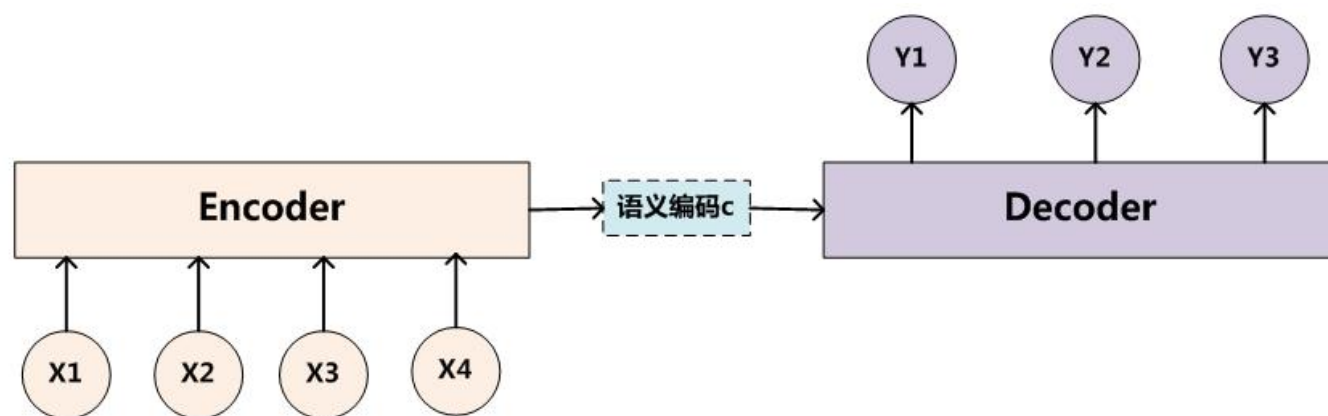 Y1 Y2 Y3
Encoder 语义编码c Decoder
X1 X2 X3 X4